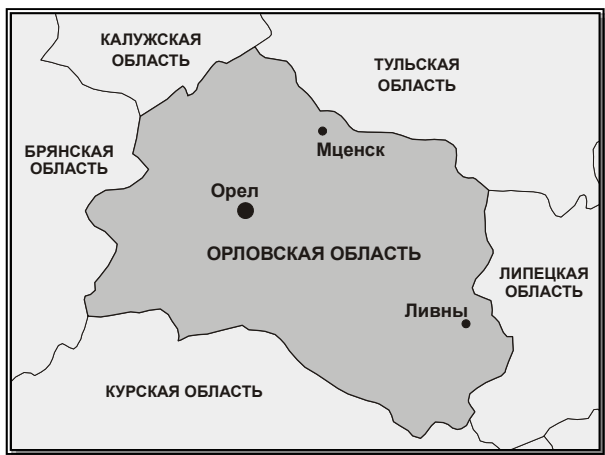 КАЛУЖСКАЯ
ОБЛАСТЬ
ТУЛЬСКАЯ
ОБЛАСТЬ
БРЯНСКАЯ
ОБЛАСТЬ
Мценск
Орел
ОРЛОВСКАЯ ОБЛАСТЬ
ЛИПЕЦКАЯ
ОБЛАСТЬ
Ливны
КУРСКАЯ ОБЛАСТЬ